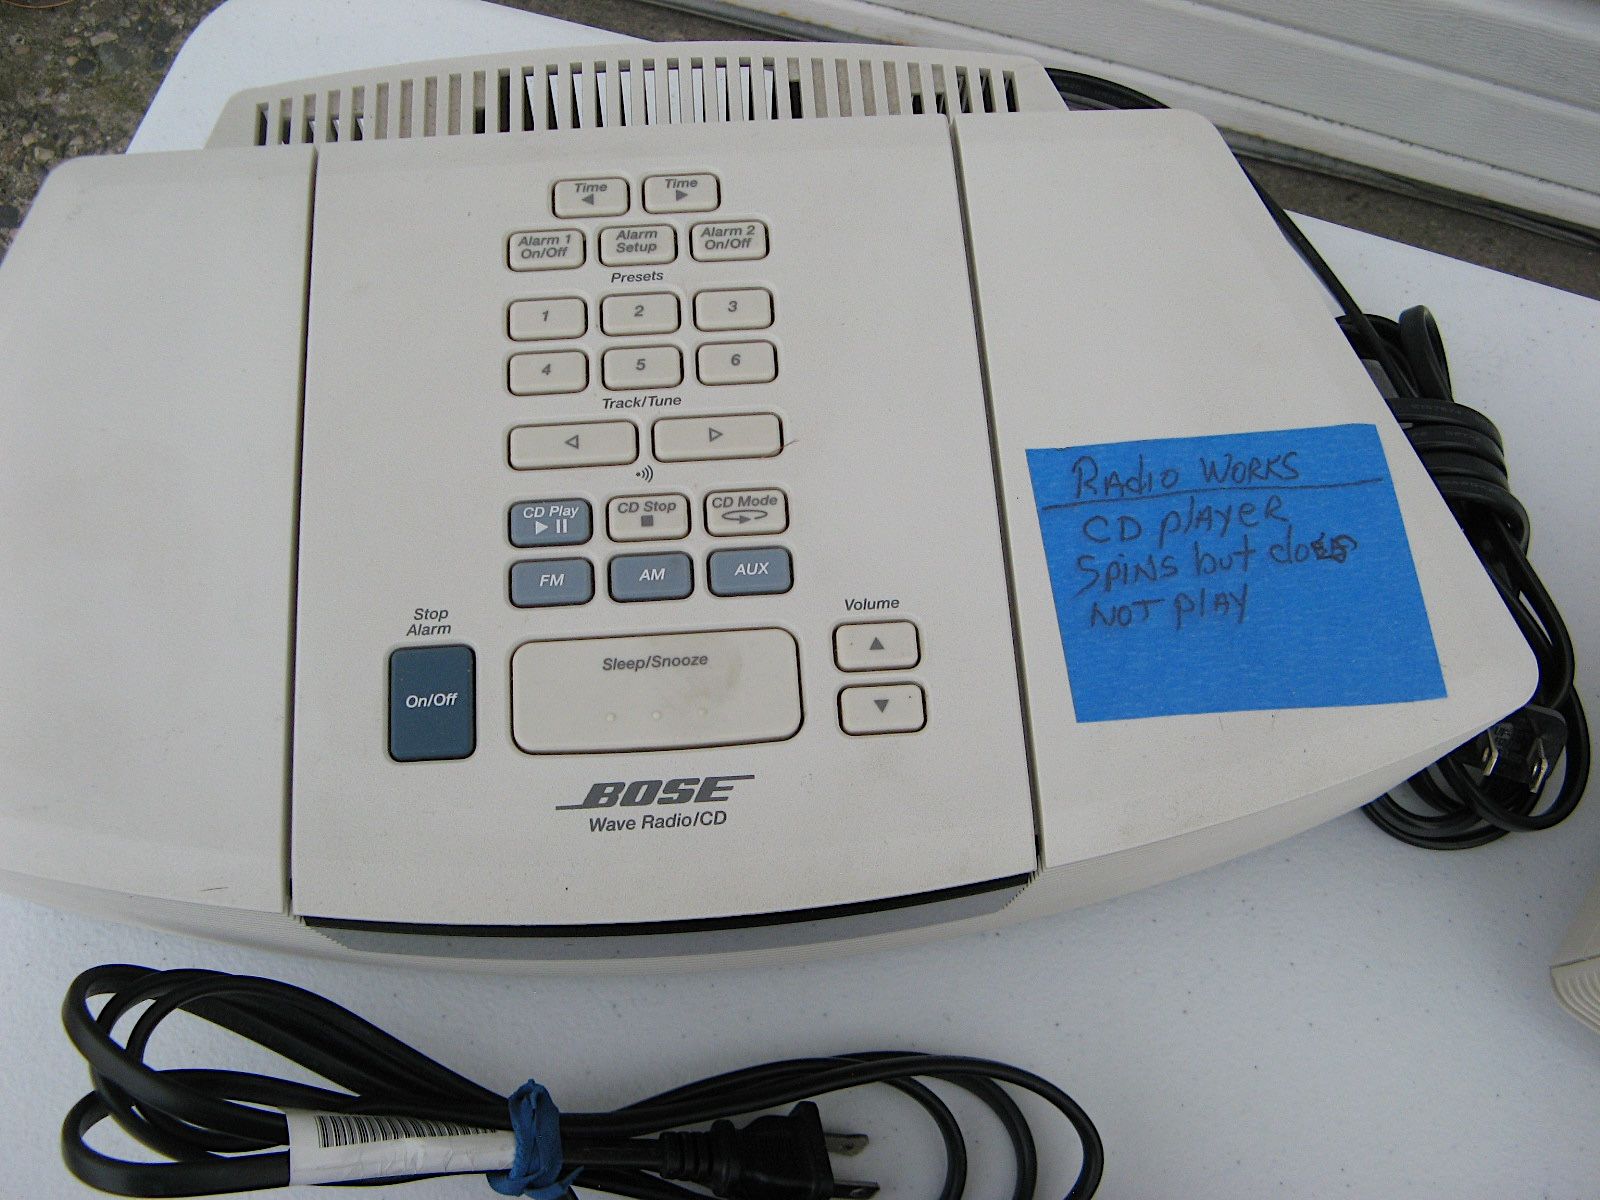 Time
Time
Alarm 1
On/Off
Alarm
Setup
Alarm 2
On/Off
Presets
1
2
3
4
5
6
Track/Tune
CD Play
CD Stop
CD Mode
FM
AM
AUX
Stop
Alarm
On/Off
Sleep/Snooze
Volume
BOSE
Wave Radio/CD
RADIO WORKS
CD PLAYER
SPINS but does
NOT PLAY